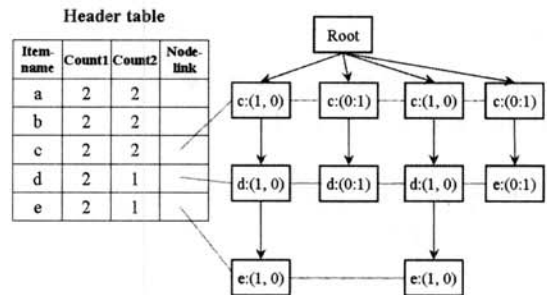 Header table
Item-name Count1 Count2 Node-link
a 2 2
b 2 2
c 2 2
d 2 1
e 2 1
Root
c:(1, 0) c:(0:1) c:(1, 0) c:(0:1)
d:(1, 0) d:(0:1) d:(1, 0) e:(0:1)
e:(1, 0) e:(1, 0)